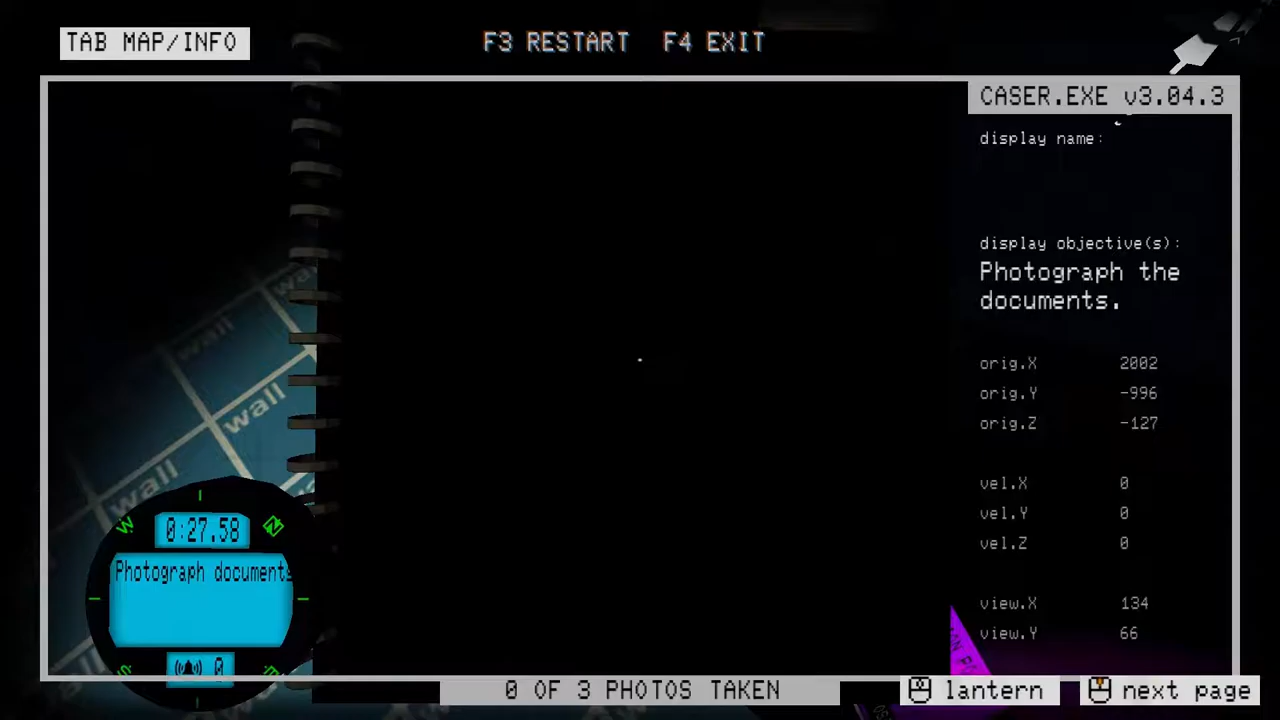 TAB MAP/INFO
F3 RESTART F4 EXIT
CASER.EXE v3.04.3
display name:
display objective(s):
Photograph the
documents.
orig.X 2002
orig.Y -996
orig.Z -127
vel.X 0
vel.Y 0
vel.Z 0
view.X 134
view.Y 66
wall
wall
wall
wall
W
N
0:27.58
Photograph documents
0
S
E
0 OF 3 PHOTOS TAKEN
lantern
next page